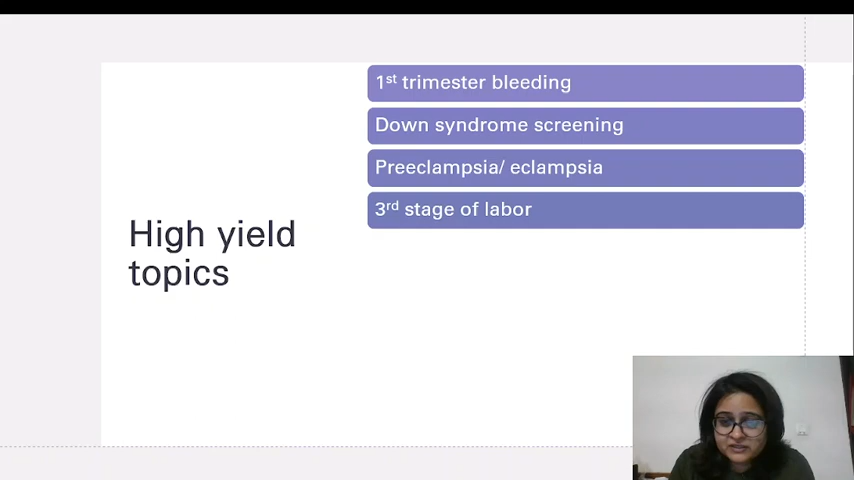 High yield
topics
1st trimester bleeding
Down syndrome screening
Preeclampsia/ eclampsia
3rd stage of labor